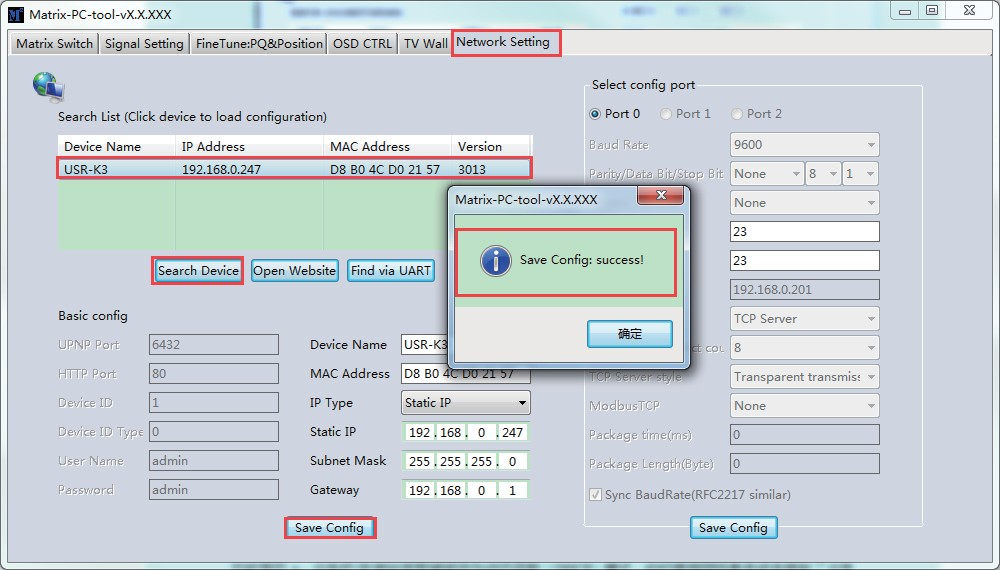 Matrix-PC-tool-vX.X.XXX
Matrix Switch Signal Setting FineTune:PQ&Position OSD CTRL TV Wall Network Setting
Search List (Click device to load configuration)
Device Name IP Address MAC Address Version
USR-K3 192.168.0.247 D8 B0 4C D0 21 57 3013
Search Device Open Website Find via UART
Basic config
UPNP Port 6432
HTTP Port 80
Device ID 1
Device ID Type 0
User Name admin
Password admin
Device Name USR-K3
MAC Address D8 B0 4C D0 21 57
IP Type Static IP
Static IP 192 . 168 . 0 . 247
Subnet Mask 255 . 255 . 255 . 0
Gateway 192 . 168 . 0 . 1
Save Config
Matrix-PC-tool-vX.X.XXX
Save Config: success!
确定
Select config port
Port 0 Port 1 Port 2
Baud Rate 9600
Parity/Data Bit/Stop Bit None 8 1
None
23
23
192.168.0.201
TCP Server
8
TCP Server style Transparent transmis
ModbusTCP None
Package time(ms) 0
Package Length(Byte) 0
Sync BaudRate(RFC2217 similar)
Save Config